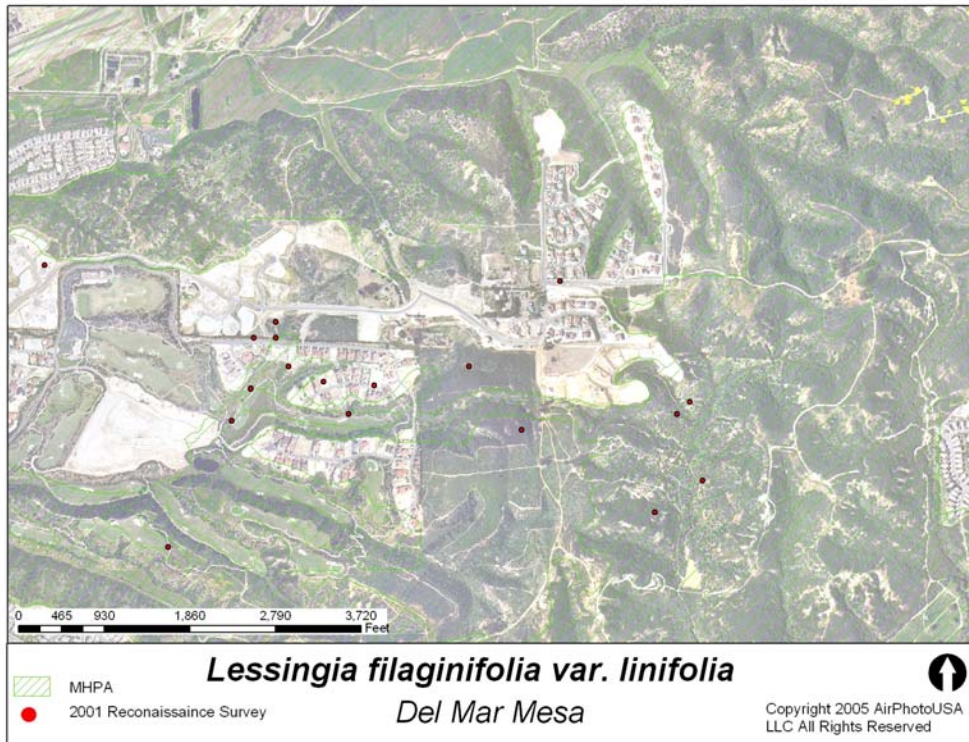 0 465 930 1,860 2,790 3,720
Feet
Lessingia filaginifolia var. linifolia
Del Mar Mesa
MHPA
2001 Reconaissaince Survey
Copyright 2005 AirPhotoUSA
LLC All Rights Reserved